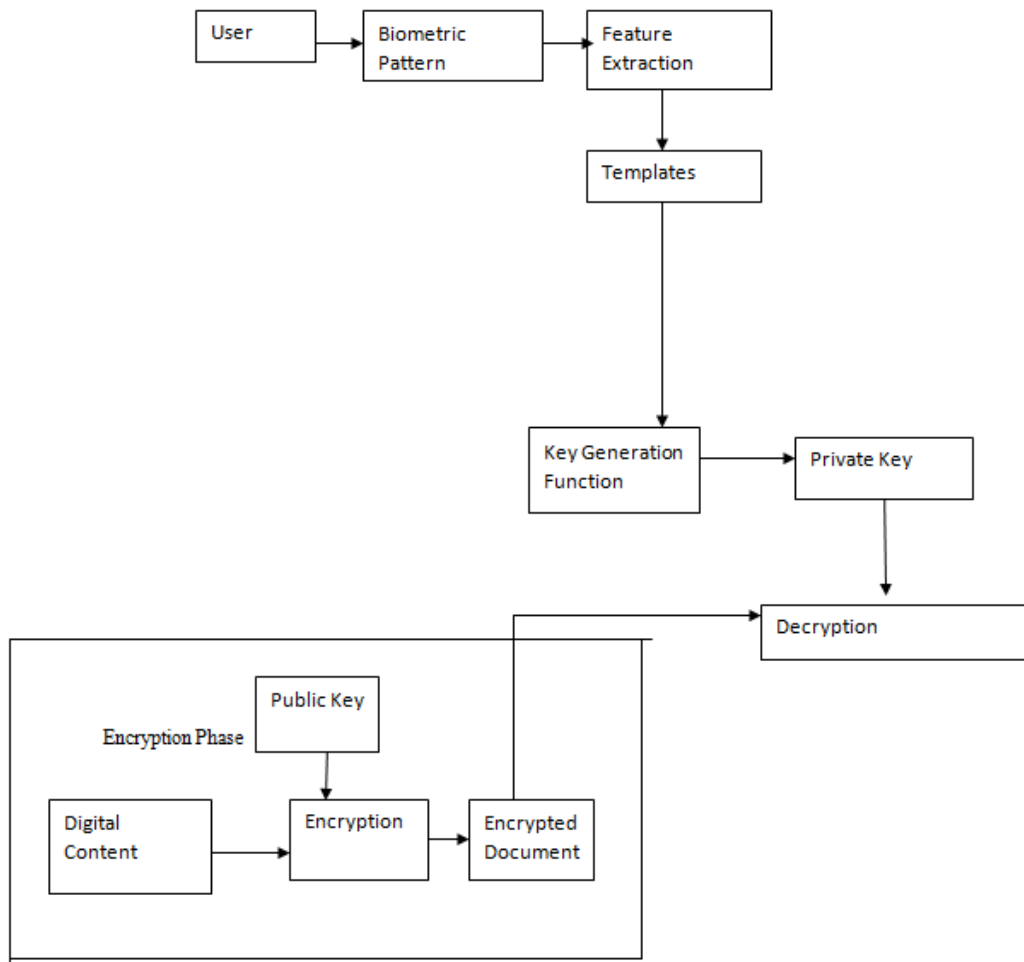 User
Biometric
Pattern
Feature
Extraction
Templates
Key Generation
Function
Private Key
Decryption
Public Key
Encryption Phase
Digital
Content
Encryption
Encrypted
Document